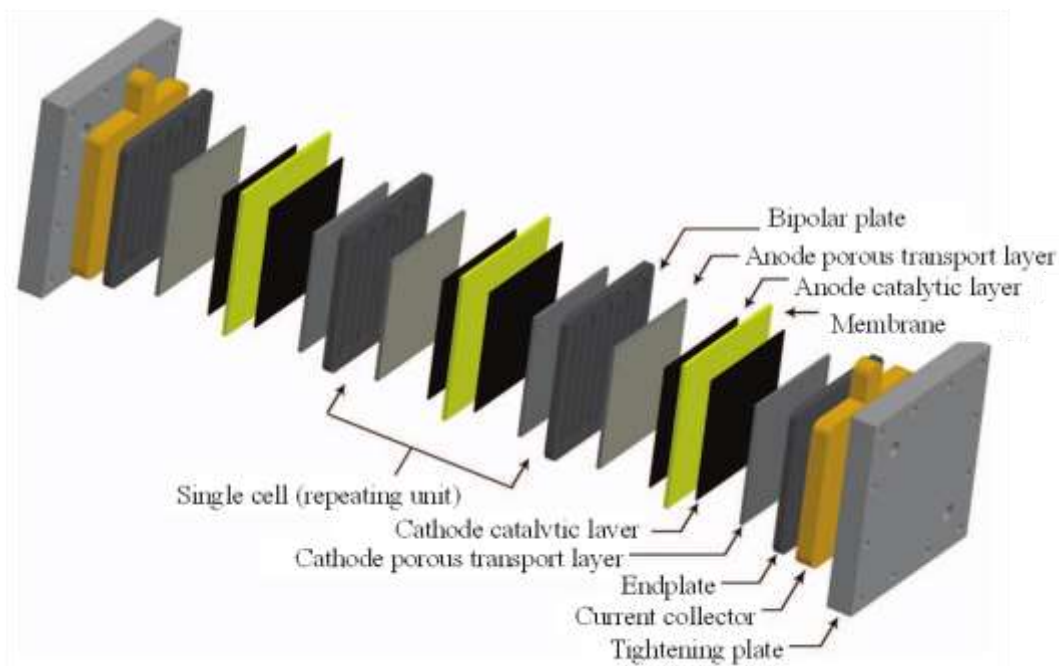 Bipolar plate
Anode porous transport layer
Anode catalytic layer
Membrane
Single cell (repeating unit)
Cathode catalytic layer
Cathode porous transport layer
Endplate
Current collector
Tightening plate